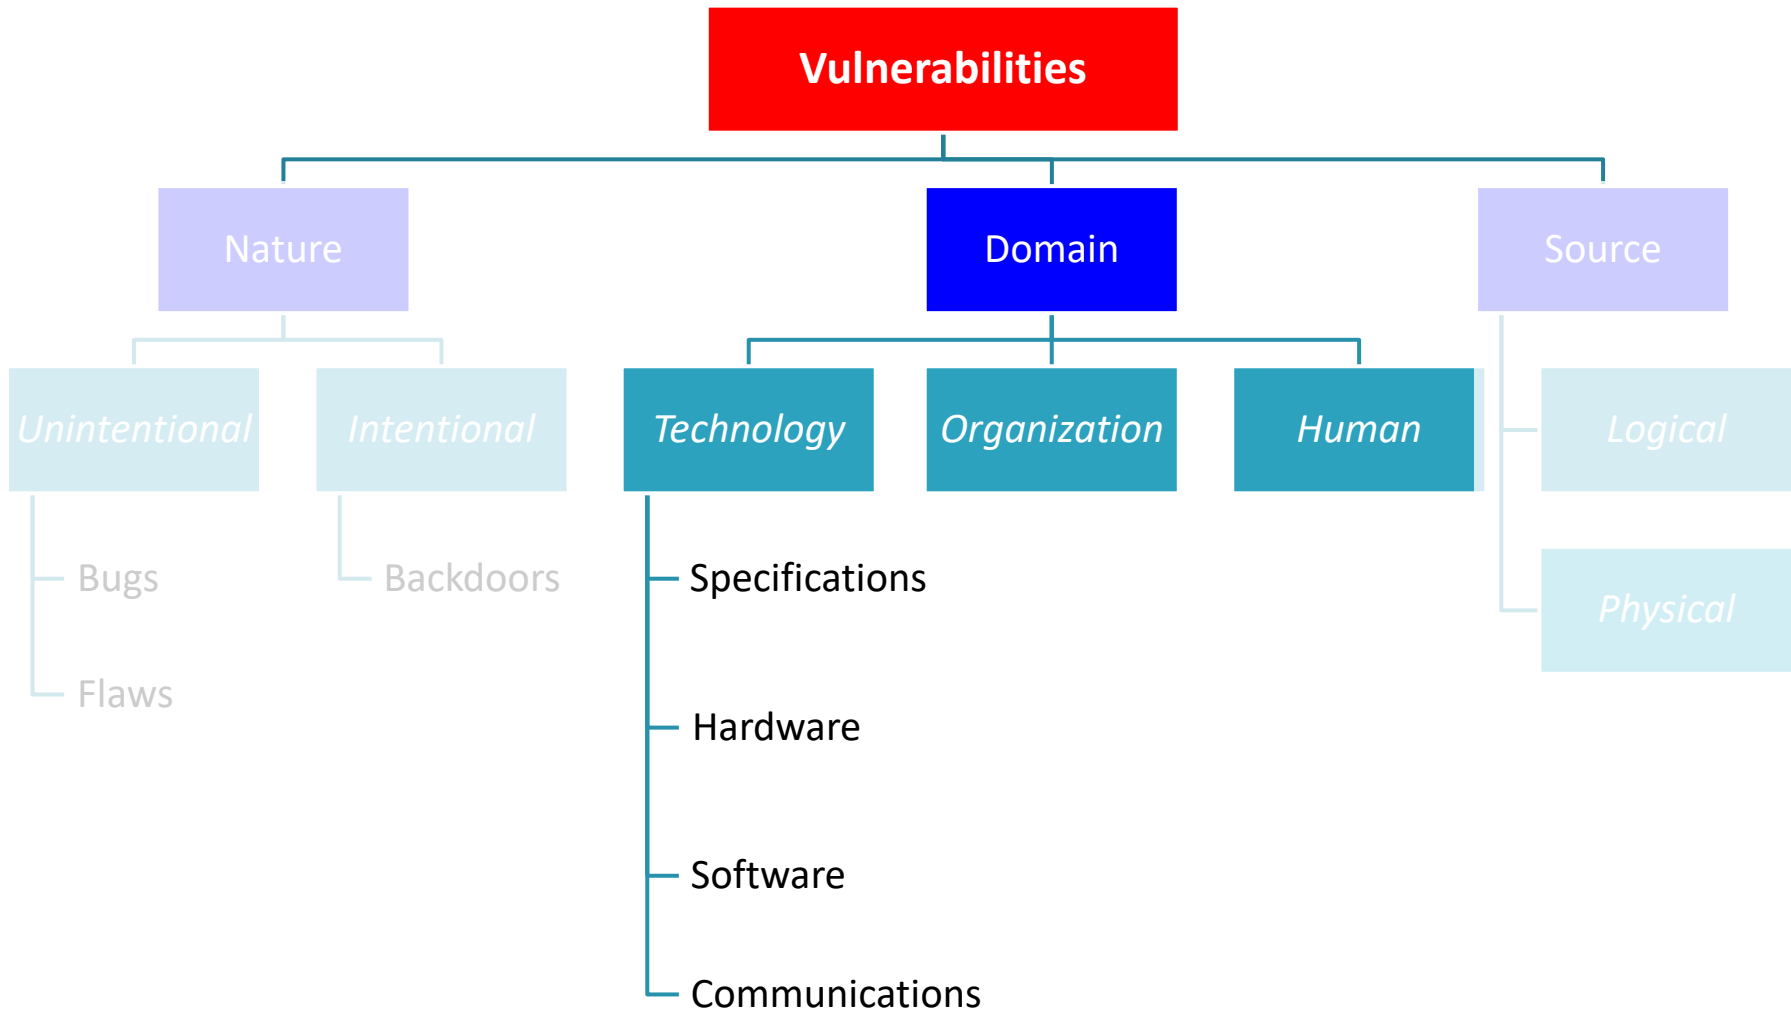 Vulnerabilities
Nature
Domain
Source
Unintentional
Intentional
Technology
Organization
Human
Logical
Bugs
Backdoors
Specifications
Physical
Flaws
Hardware
Software
Communications